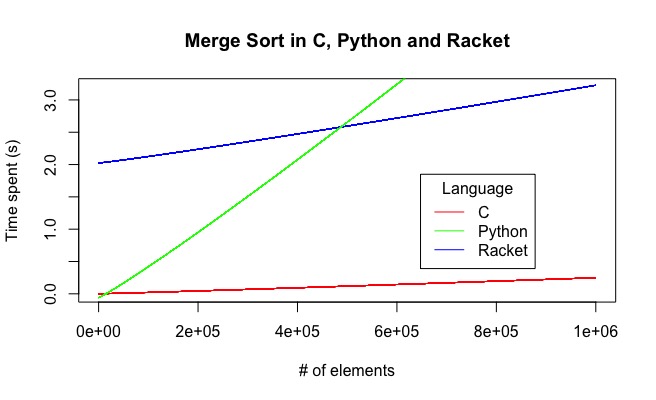 Merge Sort in C, Python and Racket
Time spent (s)
3.0
2.0
1.0
0.0
Language
C
Python
Racket
0e+00 2e+05 4e+05 6e+05 8e+05 1e+06
# of elements